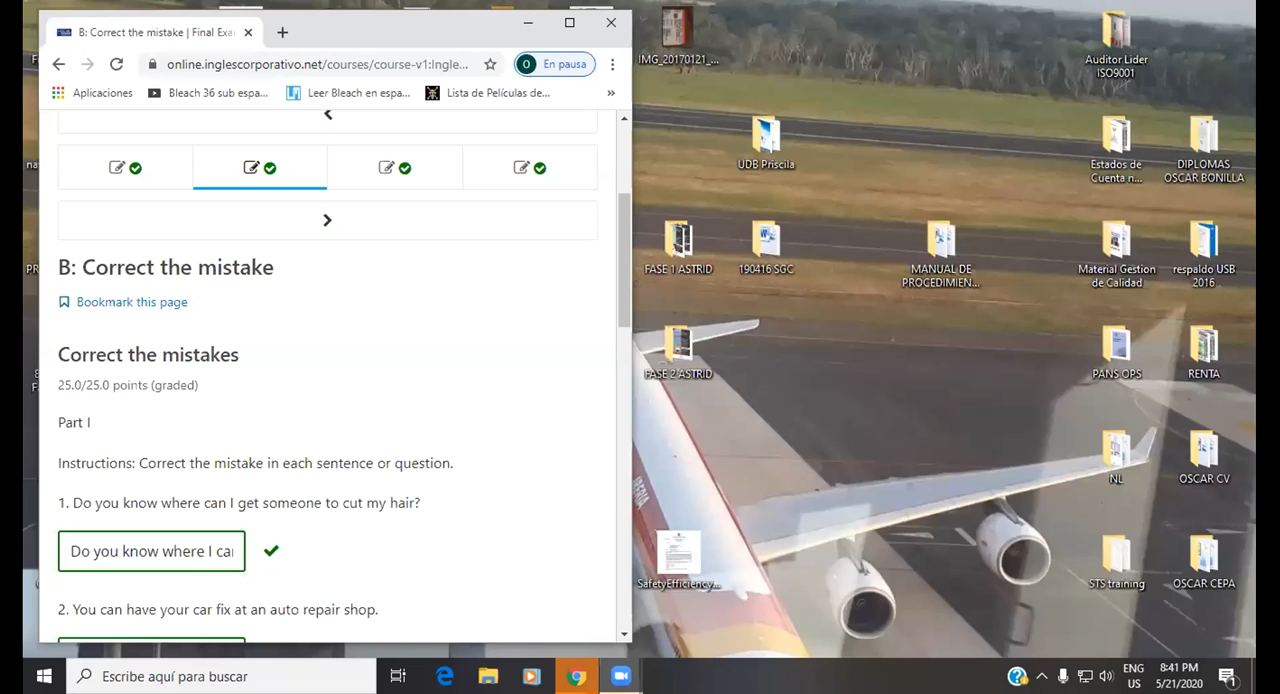 B: Correct the mistake | Final Exa
online.inglescorporativo.net/courses/course-v1:Ingle...
O En pausa
Aplicaciones
Bleach 36 sub espa...
Leer Bleach en espa...
Lista de Películas de...
»
B: Correct the mistake
Bookmark this page
Correct the mistakes
25.0/25.0 points (graded)
Part I
Instructions: Correct the mistake in each sentence or question.
1. Do you know where can I get someone to cut my hair?
Do you know where I ca
2. You can have your car fix at an auto repair shop.
IMG_20170121_...
Auditor Lider
ISO9001
UDB Priscila
Estados de
Cuenta n...
DIPLOMAS
OSCAR BONILLA
FASE 1 ASTRID
190416 SGC
MANUAL DE
PROCEDIMIEN...
Material Gestion
de Calidad
respaldo USB
2016
FASE 2 ASTRID
PANS OPS
RENTA
NL
OSCAR CV
SafetyEfficiency...
STS training
OSCAR CEPA
Escribe aquí para buscar
ENG
US
8:41 PM
5/21/2020
1